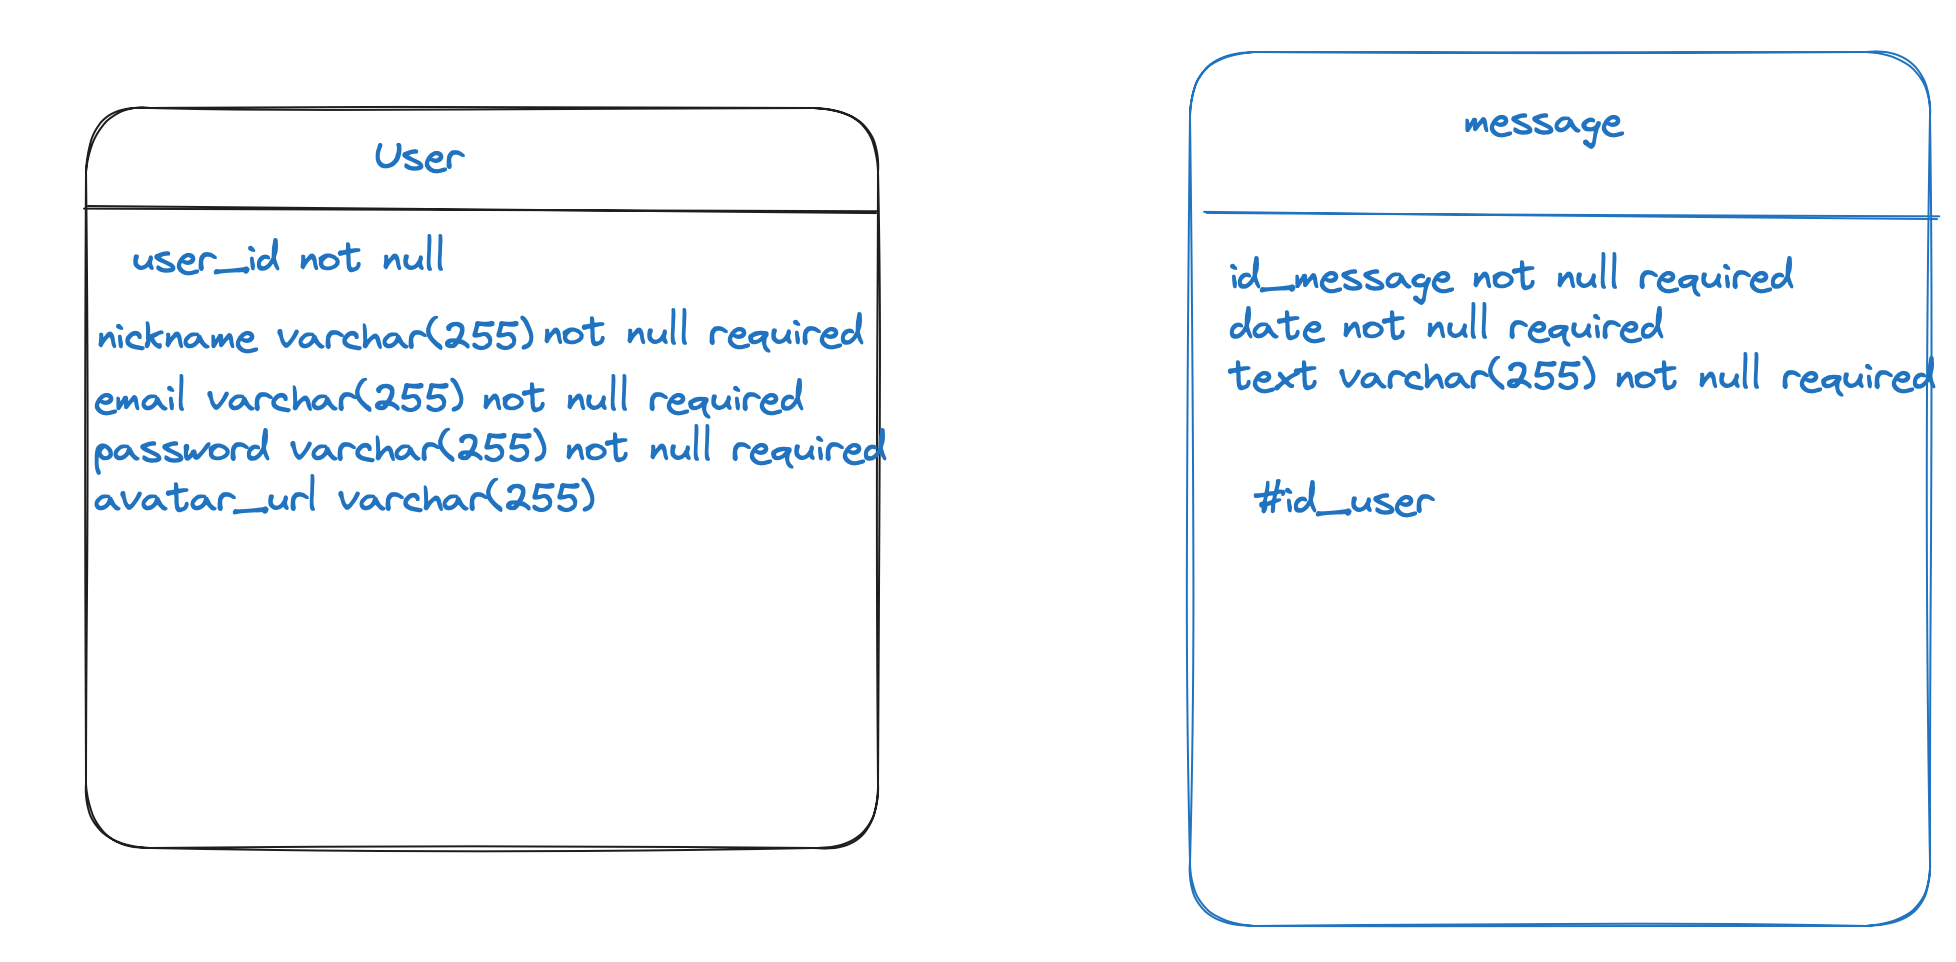 User
user_id not null
nickname varchar(255) not null required
email varchar(255) not null required
password varchar(255) not null required
avatar_url varchar(255)
message
id_message not null required
date not null required
text varchar(255) not null required
#id_user